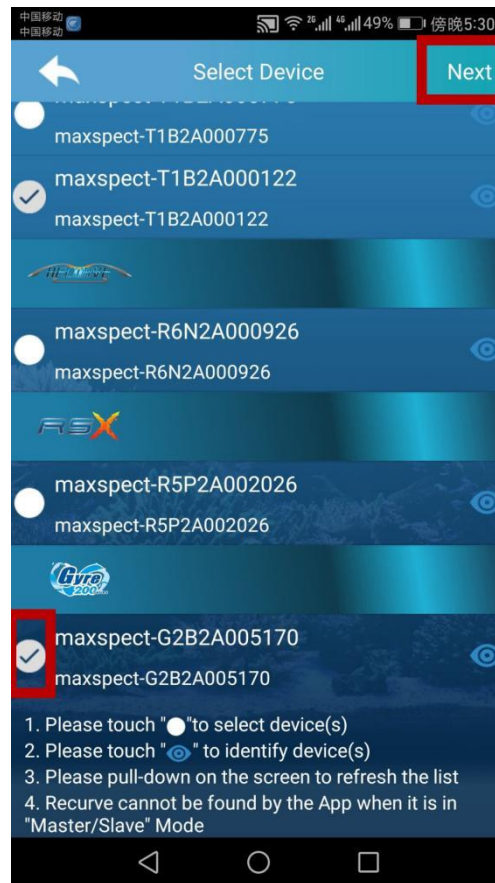 中国移动
中国移动
26 46 49% 傍晚5:30
Select Device
Next
maxspect-T1B2A000775
maxspect-T1B2A000122
maxspect-T1B2A000122
maxspect-R6N2A000926
maxspect-R6N2A000926
RSX
maxspect-R5P2A002026
maxspect-R5P2A002026
Gyre
200
maxspect-G2B2A005170
maxspect-G2B2A005170
1. Please touch " "to select device(s)
2. Please touch " " to identify device(s)
3. Please pull-down on the screen to refresh the list
4. Recurve cannot be found by the App when it is in
"Master/Slave" Mode